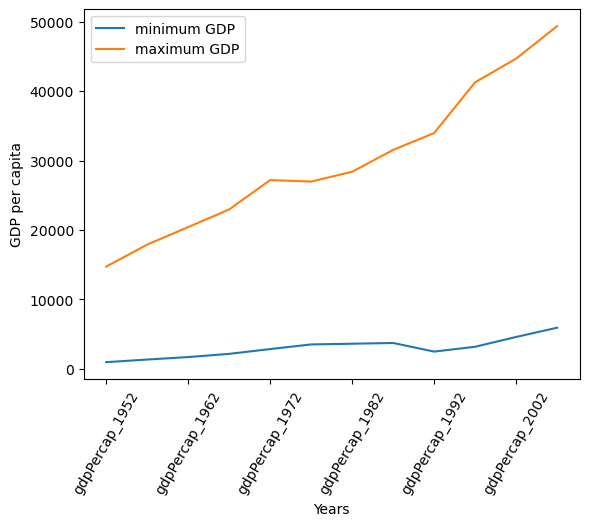 minimum GDP
maximum GDP
50000
40000
30000
20000
10000
0
GDP per capita
gdpPercap_1952
gdpPercap_1962
gdpPercap_1972
gdpPercap_1982
gdpPercap_1992
gdpPercap_2002
Years